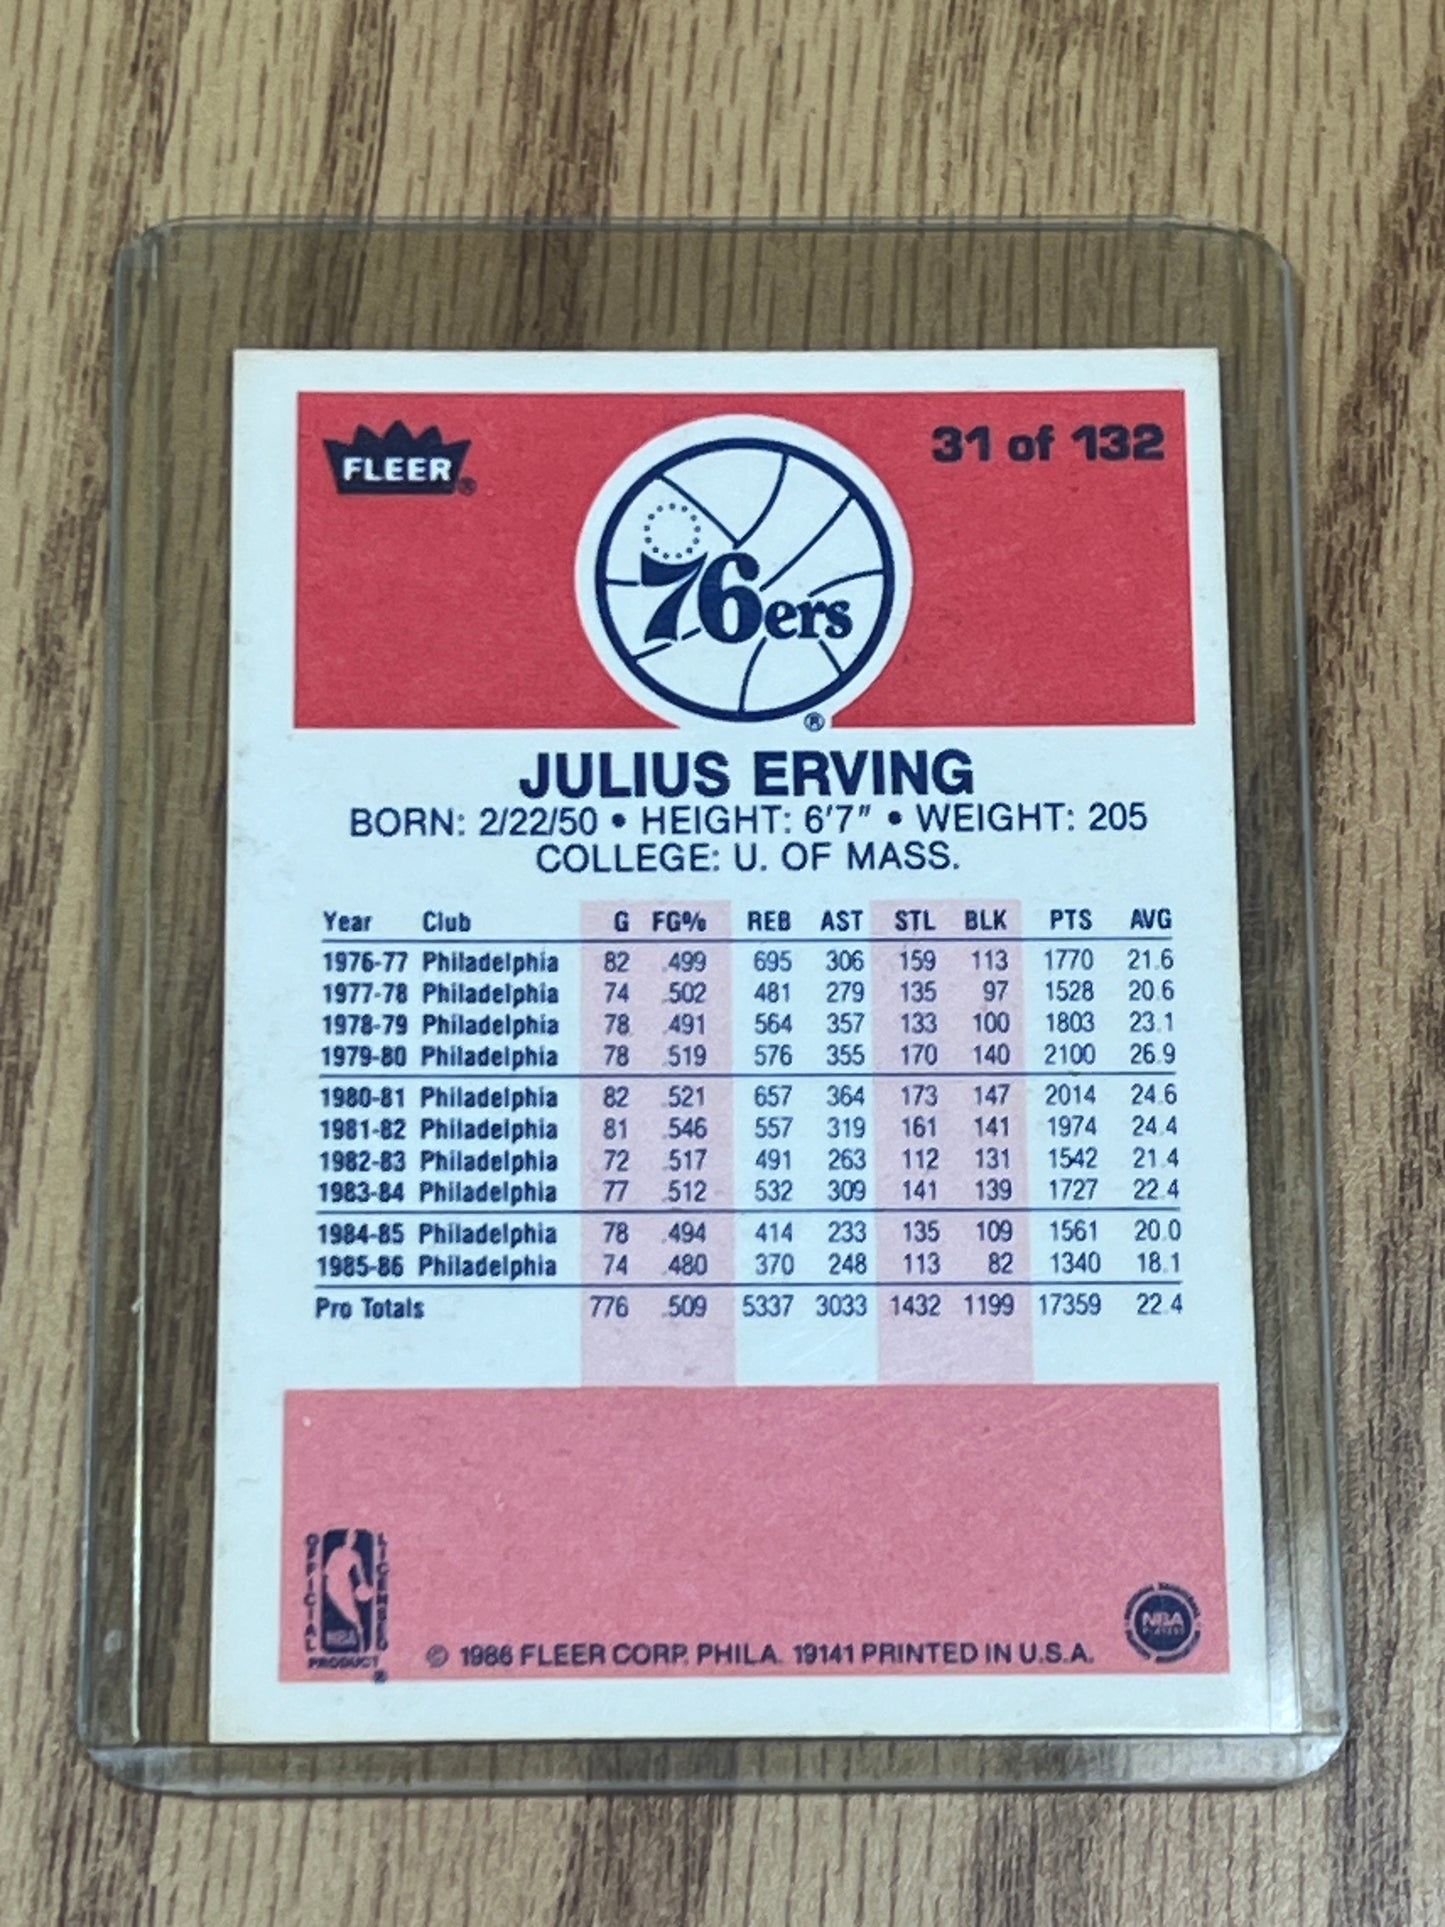 FLEER®
31 of 132
76ers
®
JULIUS ERVING
BORN: 2/22/50 • HEIGHT: 6'7" • WEIGHT: 205
COLLEGE: U. OF MASS.
Year Club G FG% REB AST STL BLK PTS AVG
1976-77 Philadelphia 82 .499 695 306 159 113 1770 21.6
1977-78 Philadelphia 74 .502 481 279 135 97 1528 20.6
1978-79 Philadelphia 78 .491 564 357 133 100 1803 23.1
1979-80 Philadelphia 78 .519 576 355 170 140 2100 26.9
1980-81 Philadelphia 82 .521 657 364 173 147 2014 24.6
1981-82 Philadelphia 81 .546 557 319 161 141 1974 24.4
1982-83 Philadelphia 72 .517 491 263 112 131 1542 21.4
1983-84 Philadelphia 77 .512 532 309 141 139 1727 22.4
1984-85 Philadelphia 78 .494 414 233 135 109 1561 20.0
1985-86 Philadelphia 74 .480 370 248 113 82 1340 18.1
Pro Totals 776 .509 5337 3033 1432 1199 17359 22.4
OFFICIAL
LICENSED
NBA
PRODUCT
®
© 1986 FLEER CORP. PHILA. 19141 PRINTED IN U.S.A.
NBA
PLAYERS